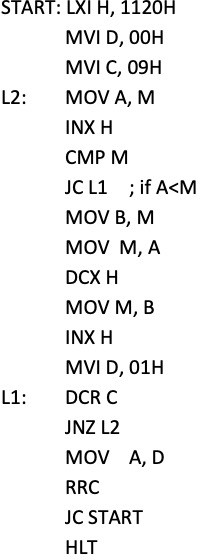 START: LXI H, 1120H
MVI D, 00H
MVI C, 09H
L2: MOV A, M
INX H
CMP M
JC L1 ; if A<M
MOV B, M
MOV M, A
DCX H
MOV M, B
INX H
MVI D, 01H
L1: DCR C
JNZ L2
MOV A, D
RRC
JC START
HLT